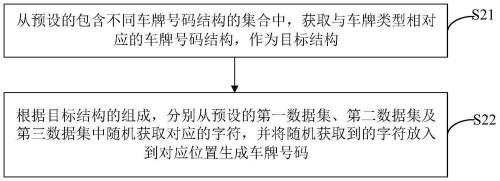 从预设的包含不同车牌号码结构的集合中，获取与车牌类型相对
应的车牌号码结构，作为目标结构
S21
根据目标结构的组成，分别从预设的第一数据集、第二数据集及
第三数据集中随机获取对应的字符，并将随机获取到的字符放入
到对应位置生成车牌号码
S22